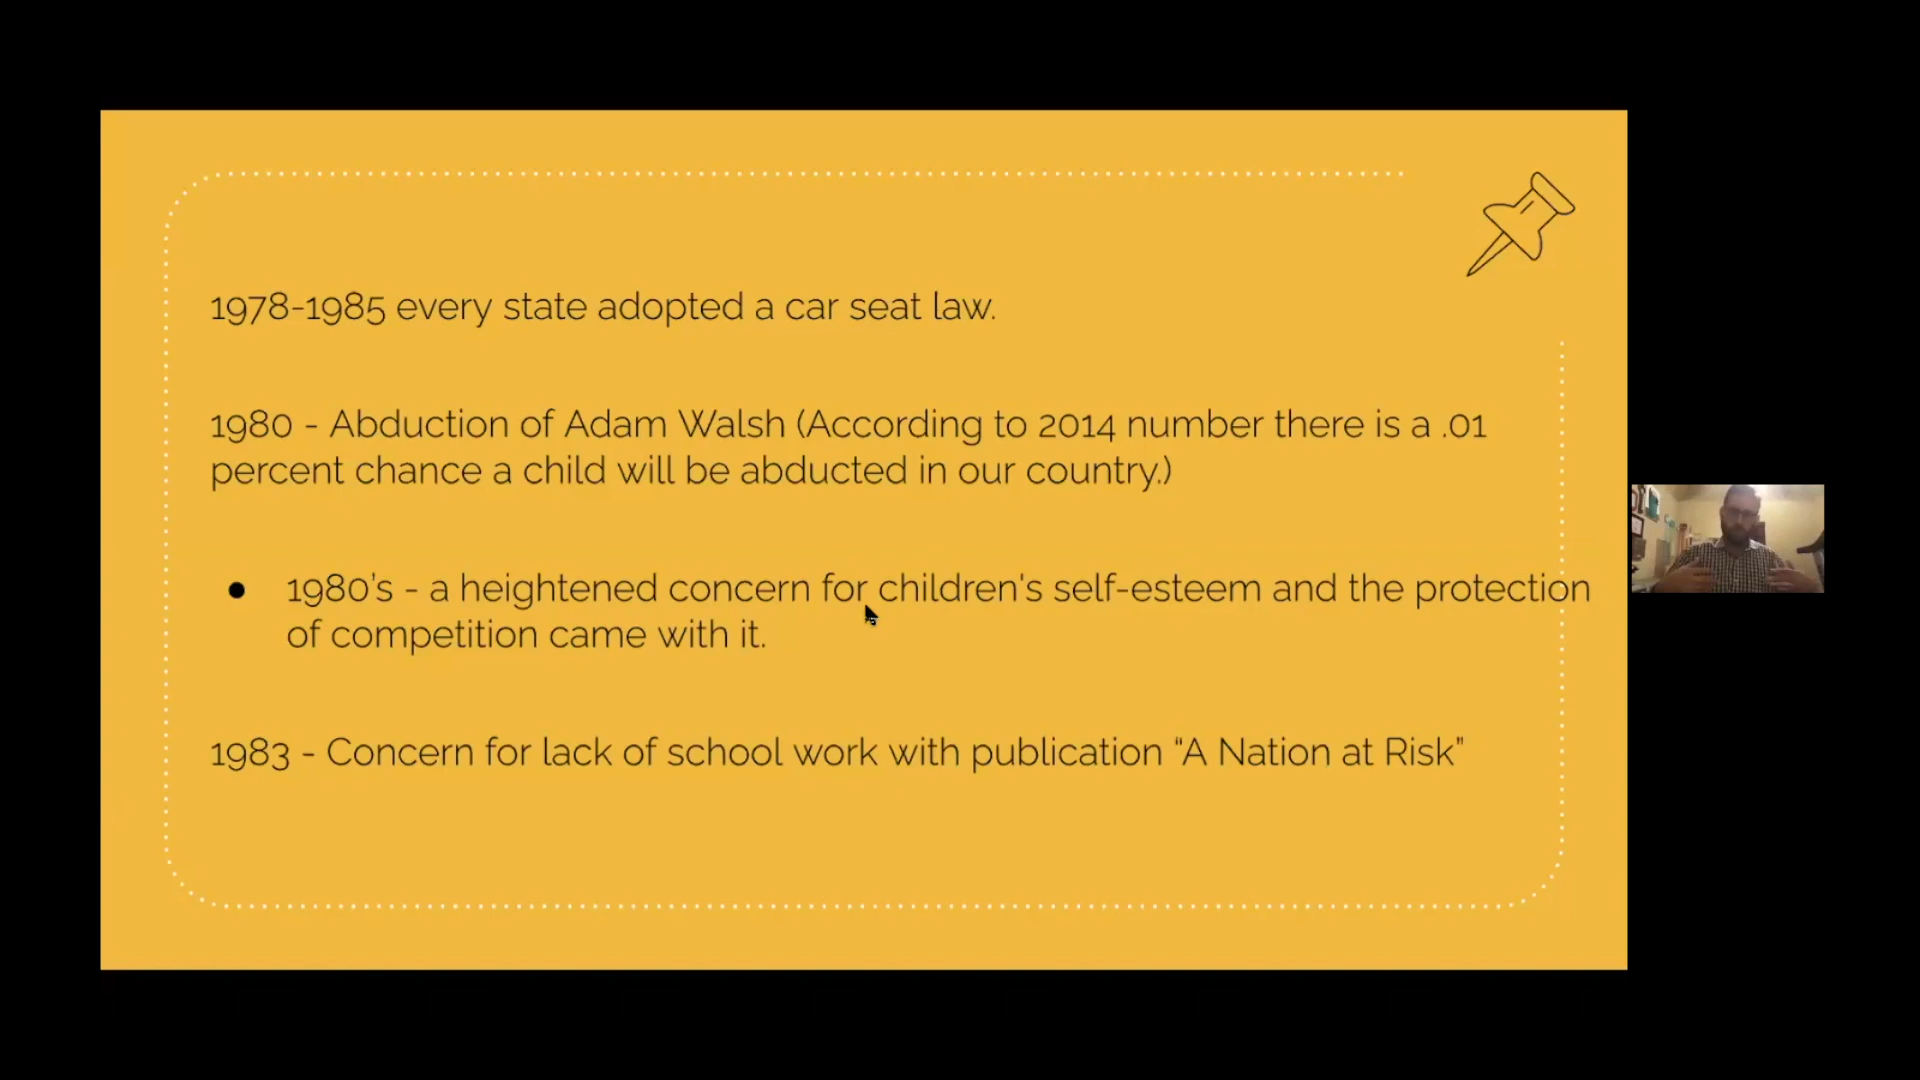 1978-1985 every state adopted a car seat law.
1980 - Abduction of Adam Walsh (According to 2014 number there is a .01
percent chance a child will be abducted in our country.)
● 1980's - a heightened concern for children's self-esteem and the protection
of competition came with it.
1983 - Concern for lack of school work with publication “A Nation at Risk”